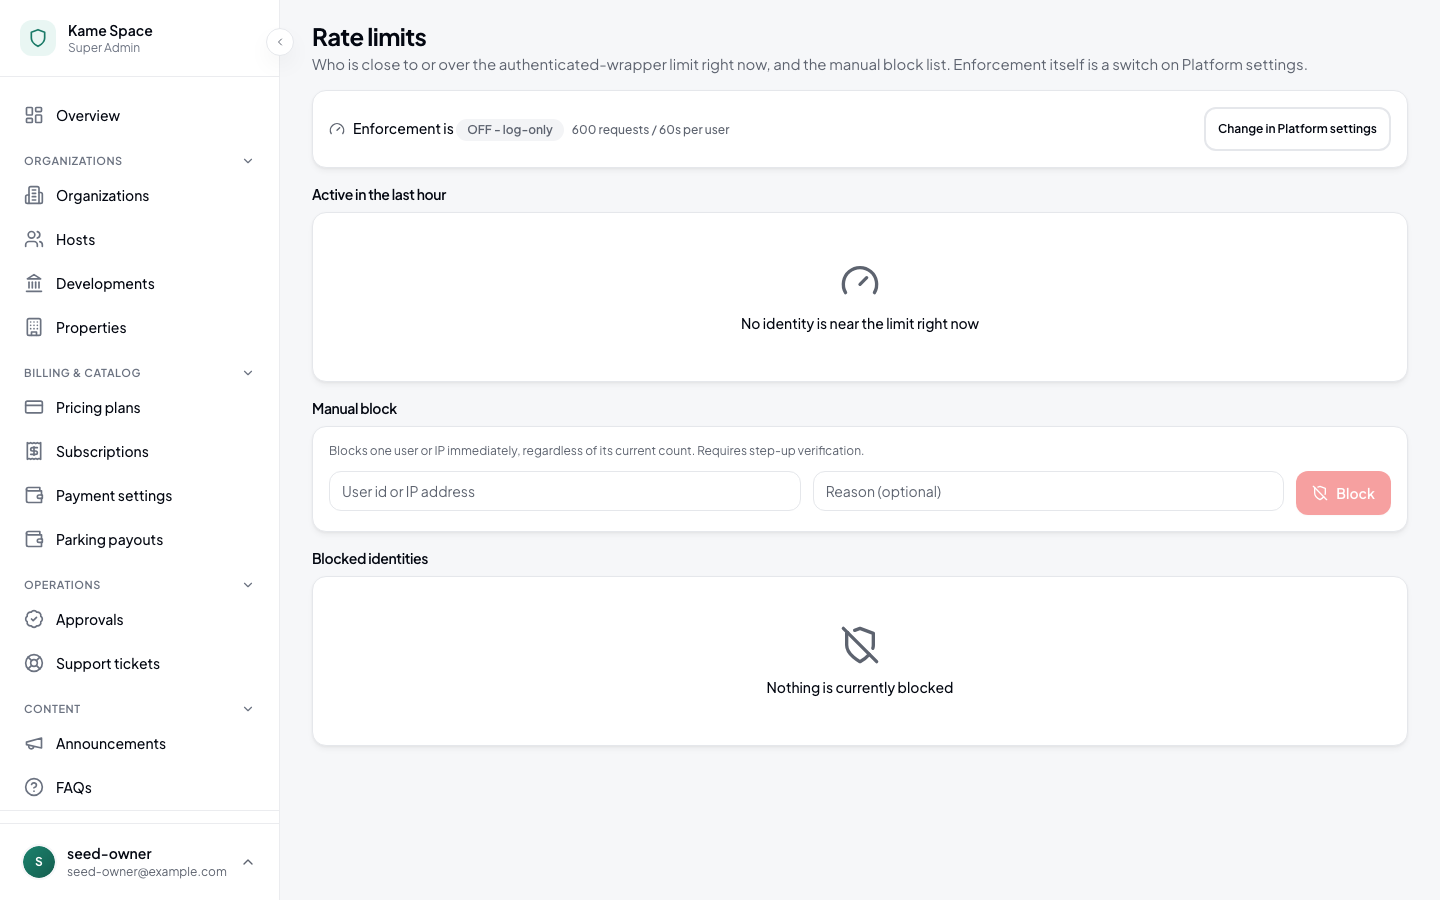 Kame Space
Super Admin
Overview
ORGANIZATIONS
Organizations
Hosts
Developments
Properties
BILLING & CATALOG
Pricing plans
Subscriptions
Payment settings
Parking payouts
OPERATIONS
Approvals
Support tickets
CONTENT
Announcements
FAQs
S
seed-owner
seed-owner@example.com
Rate limits
Who is close to or over the authenticated-wrapper limit right now, and the manual block list. Enforcement itself is a switch on Platform settings.
Enforcement is OFF - log-only 600 requests / 60s per user
Change in Platform settings
Active in the last hour
No identity is near the limit right now
Manual block
Blocks one user or IP immediately, regardless of its current count. Requires step-up verification.
User id or IP address
Reason (optional)
Block
Blocked identities
Nothing is currently blocked